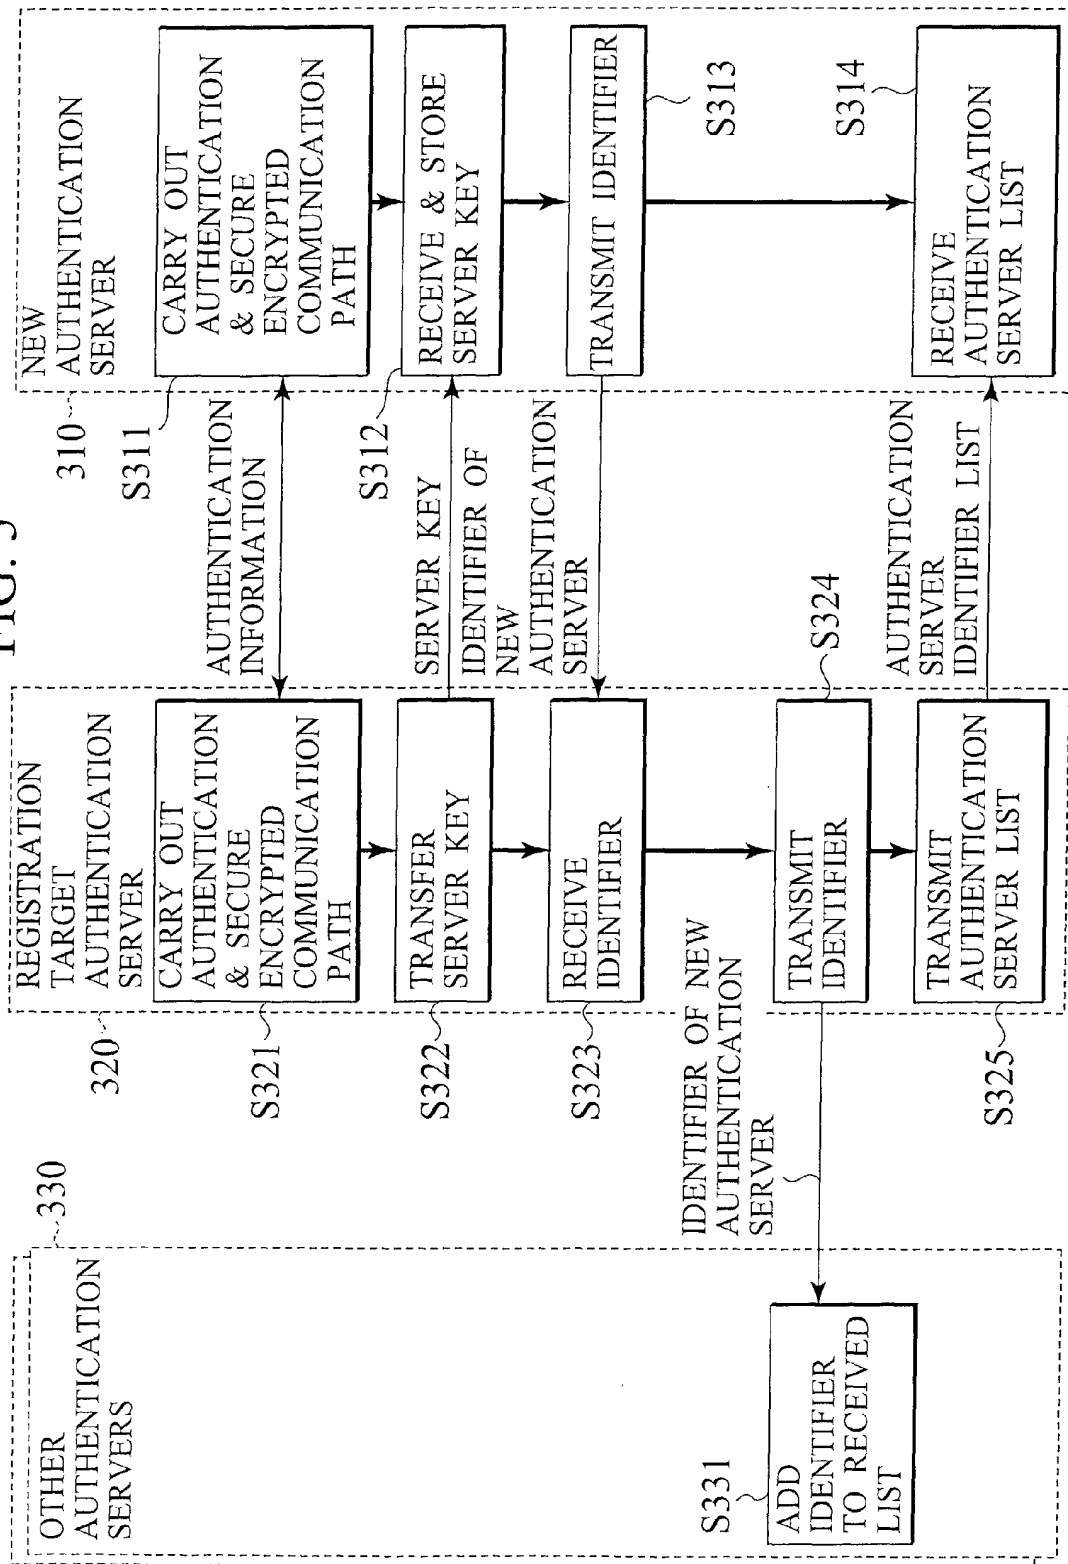 FIG. 5
OTHER
AUTHENTICATION
SERVERS
330
S331
ADD
IDENTIFIER
TO RECEIVED
LIST
320
REGISTRATION
TARGET
AUTHENTICATION
SERVER
CARRY OUT
AUTHENTICATION
& SECURE
ENCRYPTED
COMMUNICATION
PATH
S321
TRANSFER
SERVER KEY
S322
RECEIVE
IDENTIFIER
S323
IDENTIFIER OF NEW
AUTHENTICATION
SERVER
TRANSMIT
IDENTIFIER
S324
TRANSMIT
AUTHENTICATION
SERVER LIST
S325
AUTHENTICATION
INFORMATION
SERVER KEY
IDENTIFIER OF
NEW
AUTHENTICATION
SERVER
AUTHENTICATION
SERVER
IDENTIFIER LIST
310
NEW
AUTHENTICATION
SERVER
S311
CARRY OUT
AUTHENTICATION
& SECURE
ENCRYPTED
COMMUNICATION
PATH
S312
RECEIVE & STORE
SERVER KEY
TRANSMIT IDENTIFIER
S313
S314
RECEIVE
AUTHENTICATION
SERVER LIST